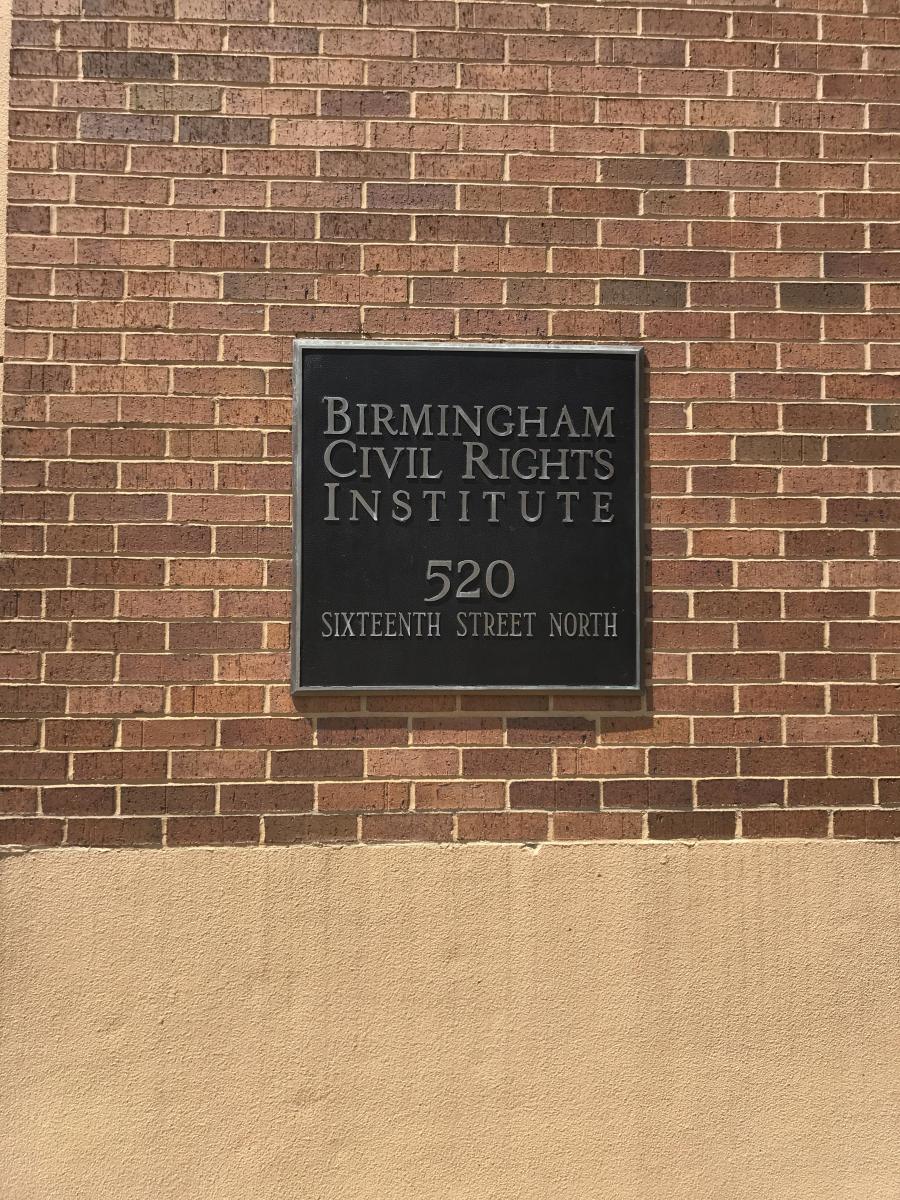 BIRMINGHAM
CIVIL RIGHTS
INSTITUTE
520
SIXTEENTH STREET NORTH